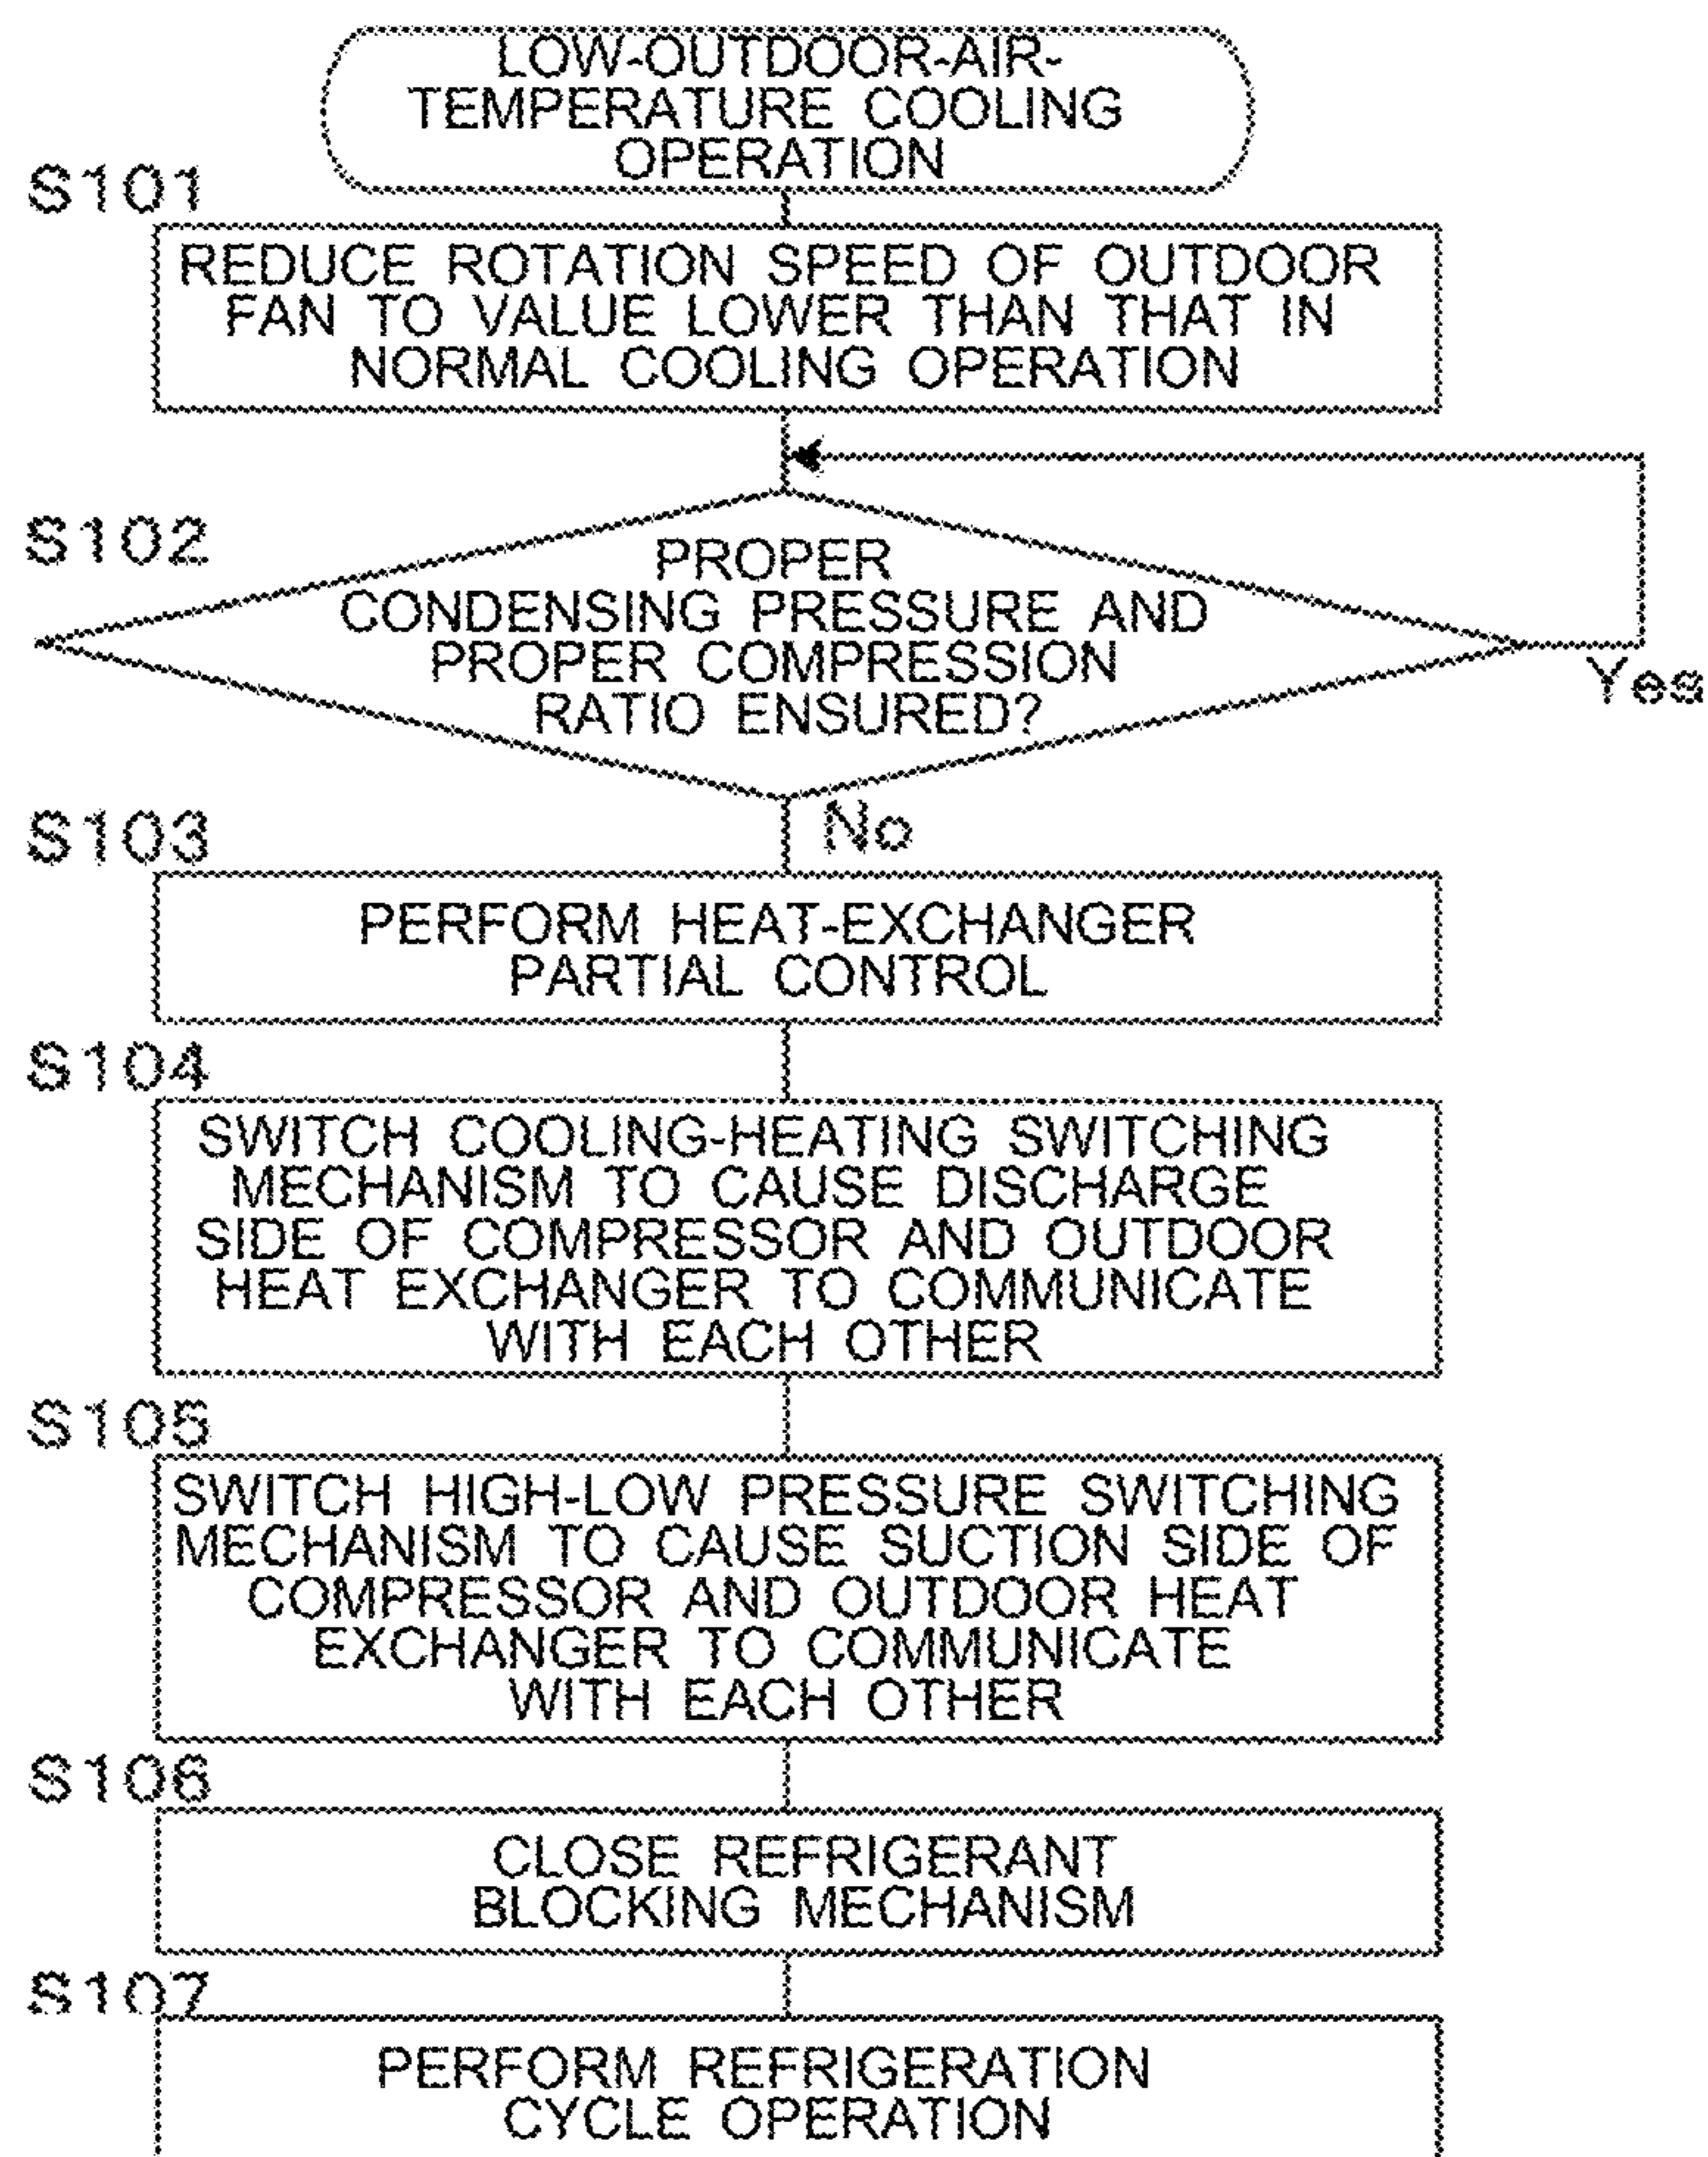 LOW-OUTDOOR-AIR-
TEMPERATURE COOLING
OPERATION
S101
REDUCE ROTATION SPEED OF OUTDOOR
FAN TO VALUE LOWER THAN THAT IN
NORMAL COOLING OPERATION
S102
PROPER
CONDENSING PRESSURE AND
PROPER COMPRESSION
RATIO ENSURED?
Yes
No
S103
PERFORM HEAT-EXCHANGER
PARTIAL CONTROL
S104
SWITCH COOLING-HEATING SWITCHING
MECHANISM TO CAUSE DISCHARGE
SIDE OF COMPRESSOR AND OUTDOOR
HEAT EXCHANGER TO COMMUNICATE
WITH EACH OTHER
S105
SWITCH HIGH-LOW PRESSURE SWITCHING
MECHANISM TO CAUSE SUCTION SIDE OF
COMPRESSOR AND OUTDOOR HEAT
EXCHANGER TO COMMUNICATE
WITH EACH OTHER
S106
CLOSE REFRIGERANT
BLOCKING MECHANISM
S107
PERFORM REFRIGERATION
CYCLE OPERATION